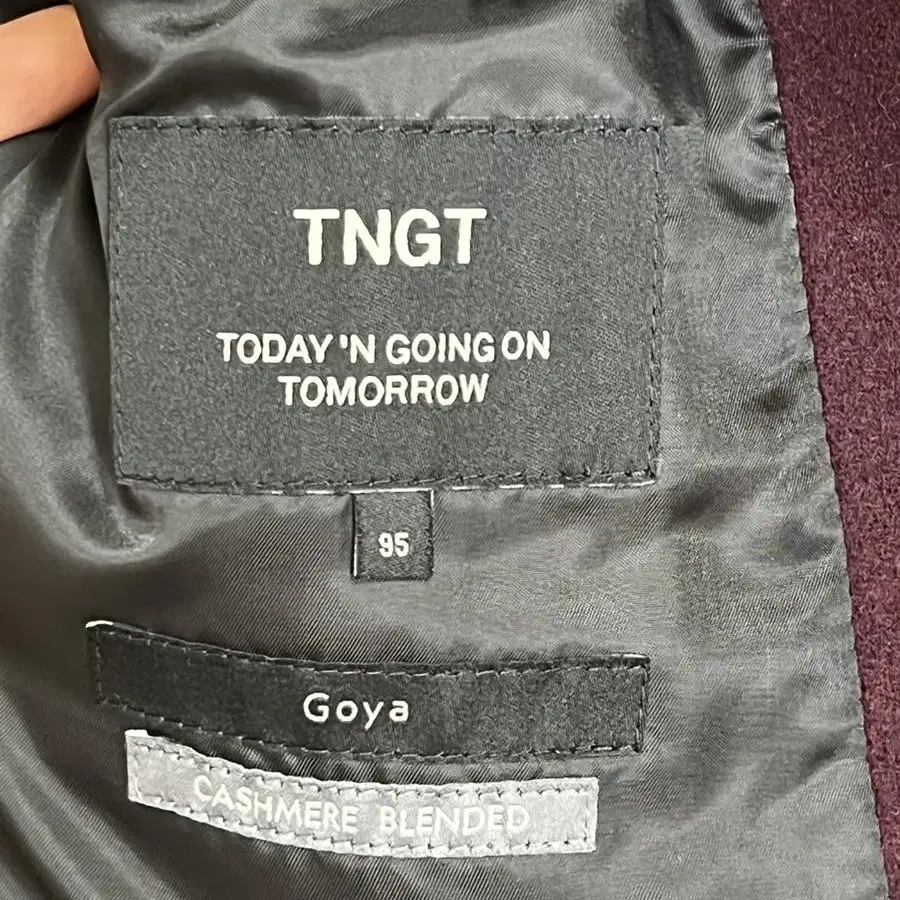 TNGT
TODAY 'N GOING ON
TOMORROW
95
Goya
CASHMERE BLENDED